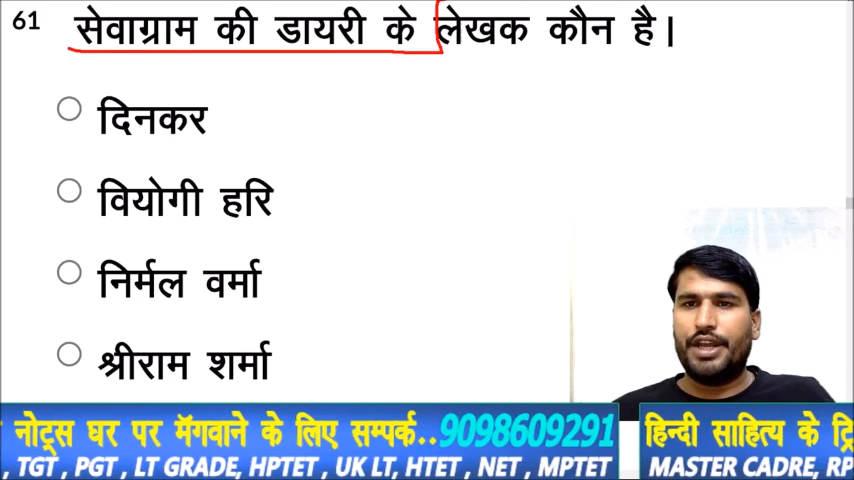 61 सेवाग्राम की डायरी के लेखक कौन है।
दिनकर
वियोगी हरि
निर्मल वर्मा
श्रीराम शर्मा
नोट्स घर पर मॅगवाने के लिए सम्पर्क..9098609291 हिन्दी साहित्य के
, TGT , PGT , LT GRADE, HPTET , UK LT, HTET , NET , MPTET MASTER CADRE, RP